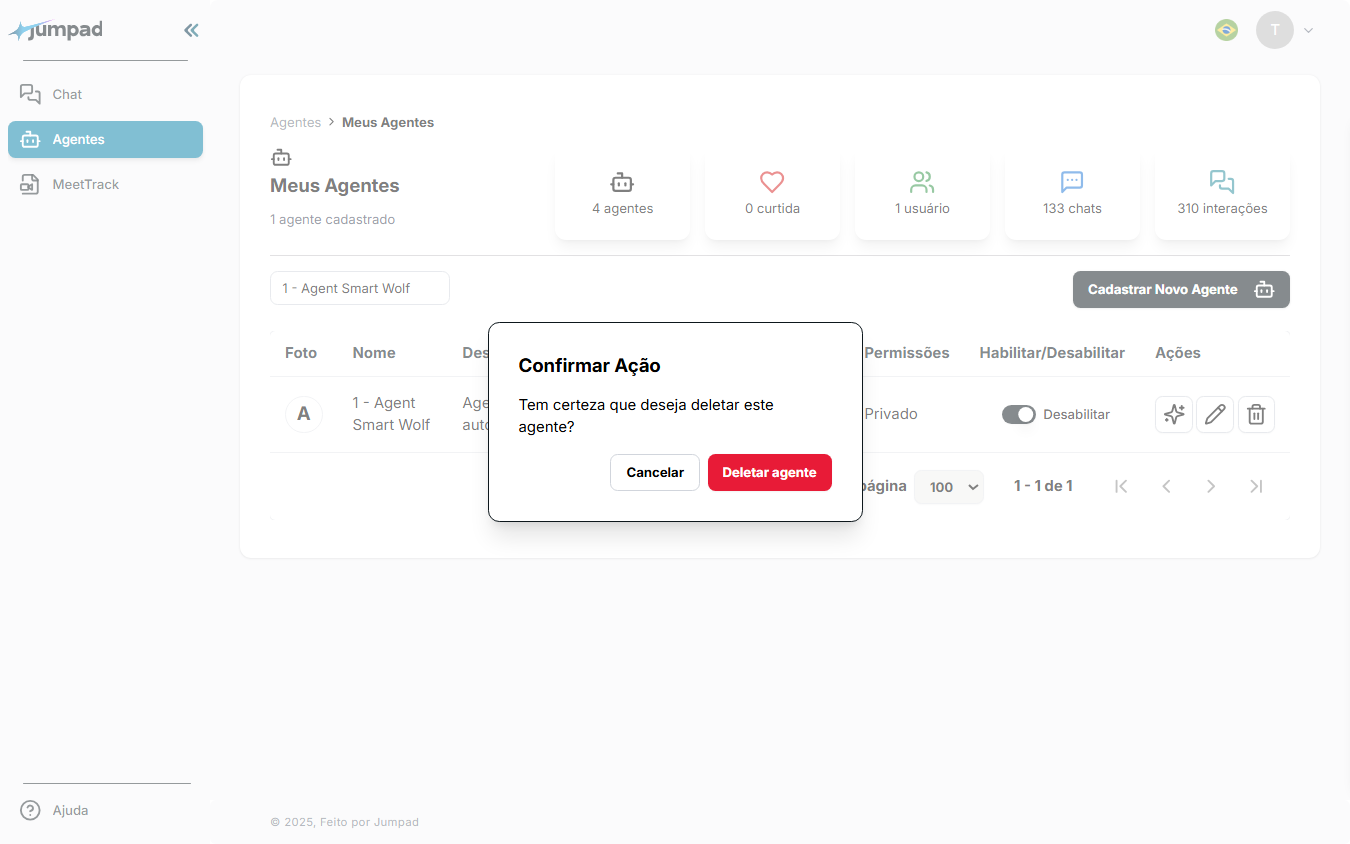 jumpad
T
Chat
Agentes
MeetTrack
Agentes > Meus Agentes
Meus Agentes
1 agente cadastrado
4 agentes
0 curtida
1 usuário
133 chats
310 interações
1 - Agent Smart Wolf
Cadastrar Novo Agente
Foto Nome Des Permissões Habilitar/Desabilitar Ações
A
1 - Agent
Smart Wolf
Age
auto
Privado
Desabilitar
Confirmar Ação
Tem certeza que deseja deletar este
agente?
Cancelar
Deletar agente
página
100
1 - 1 de 1
Ajuda
© 2025, Feito por Jumpad